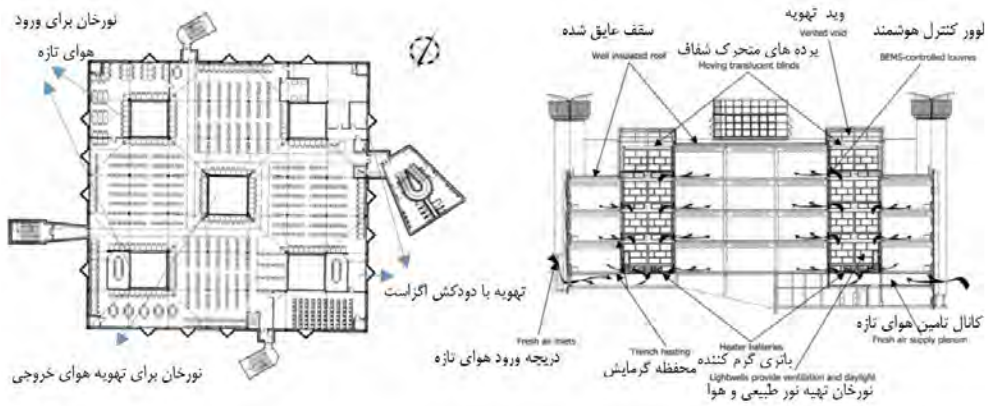 نورخان برای ورود
هوای تازه
تهویه با دودکش اگزاست
نورخان برای تهویه هوای خروجی
وید تهویه
Vented void
لوور کنترل هوشمند
BEMS-controlled louvres
سقف عایق شده
Well insulated roof
پرده های متحرک شفاف
Moving translucent blinds
کانال تامین هوای تازه
Fresh air supply plenum
Fresh air inlets
دریچه ورود هوای تازه
Trench heating
محفظه گرمایش
Heater batteries
باتری گرم کننده
Lightwells provide ventilation and daylight
نورخان تهیه نور طبیعی و هوا